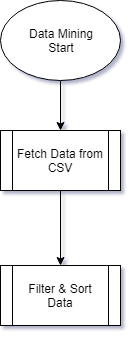 Data Mining
Start
Fetch Data from
CSV
Filter & Sort
Data